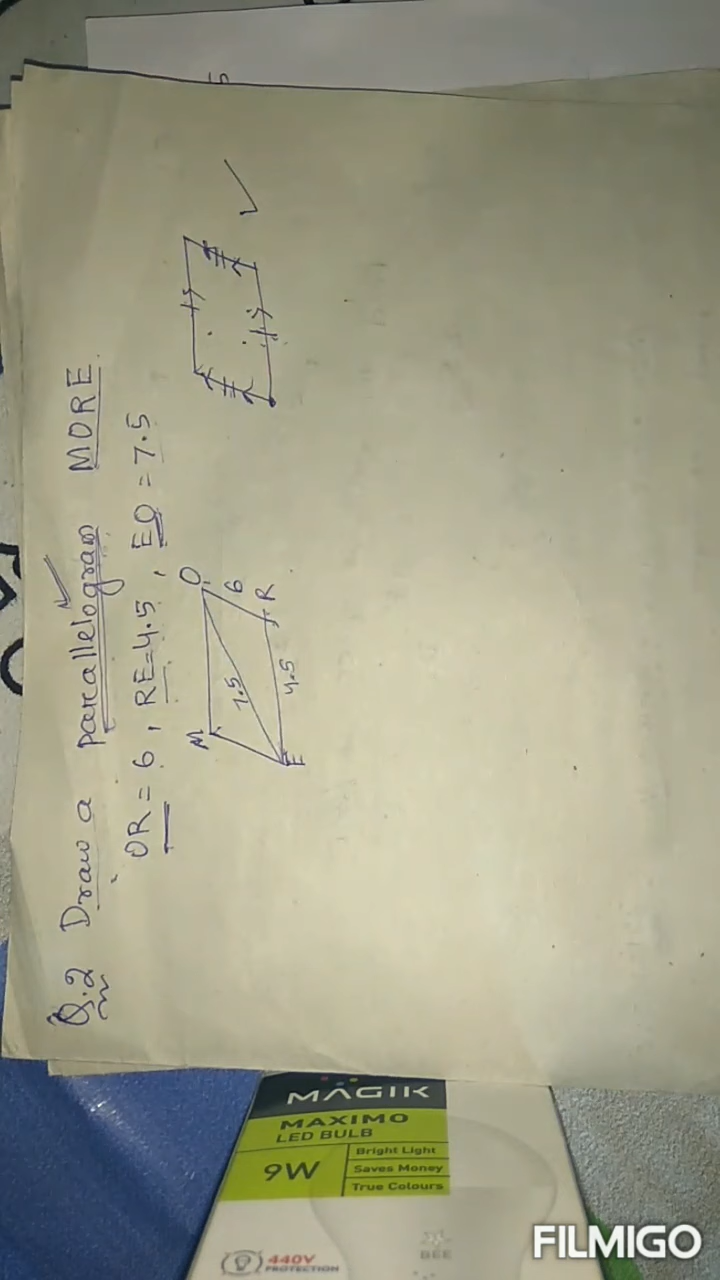 Q.2 Draw a parallelogram MORE.
OR = 6, RE=4.5, EO = 7.5
M
O
7.5
6
E
4.5
R
MAGIK
MAXIMO
LED BULB
9W
Bright Light
Saves Money
True Colours
440V
PROTECTION
BEE
FILMIGO